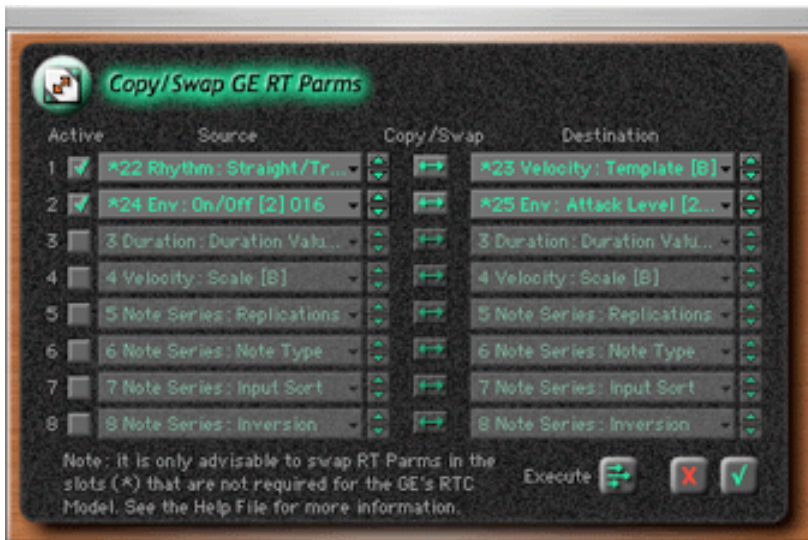 Copy/Swap GE RT Parms
Active Source Copy/Swap Destination
1 *22 Rhythm: Straight/Tr... *23 Velocity: Template [B]
2 *24 Env: On/Off [2] 016 *25 Env: Attack Level [2...
3 3 Duration: Duration Valu... 3 Duration: Duration Valu...
4 4 Velocity: Scale [B] 4 Velocity: Scale [B]
5 5 Note Series: Replications 5 Note Series: Replications
6 6 Note Series: Note Type 6 Note Series: Note Type
7 7 Note Series: Input Sort 7 Note Series: Input Sort
8 8 Note Series: Inversion 8 Note Series: Inversion
Note: it is only advisable to swap RT Parms in the
slots (*) that are not required for the GE's RTC
Model. See the Help File for more information.
Execute